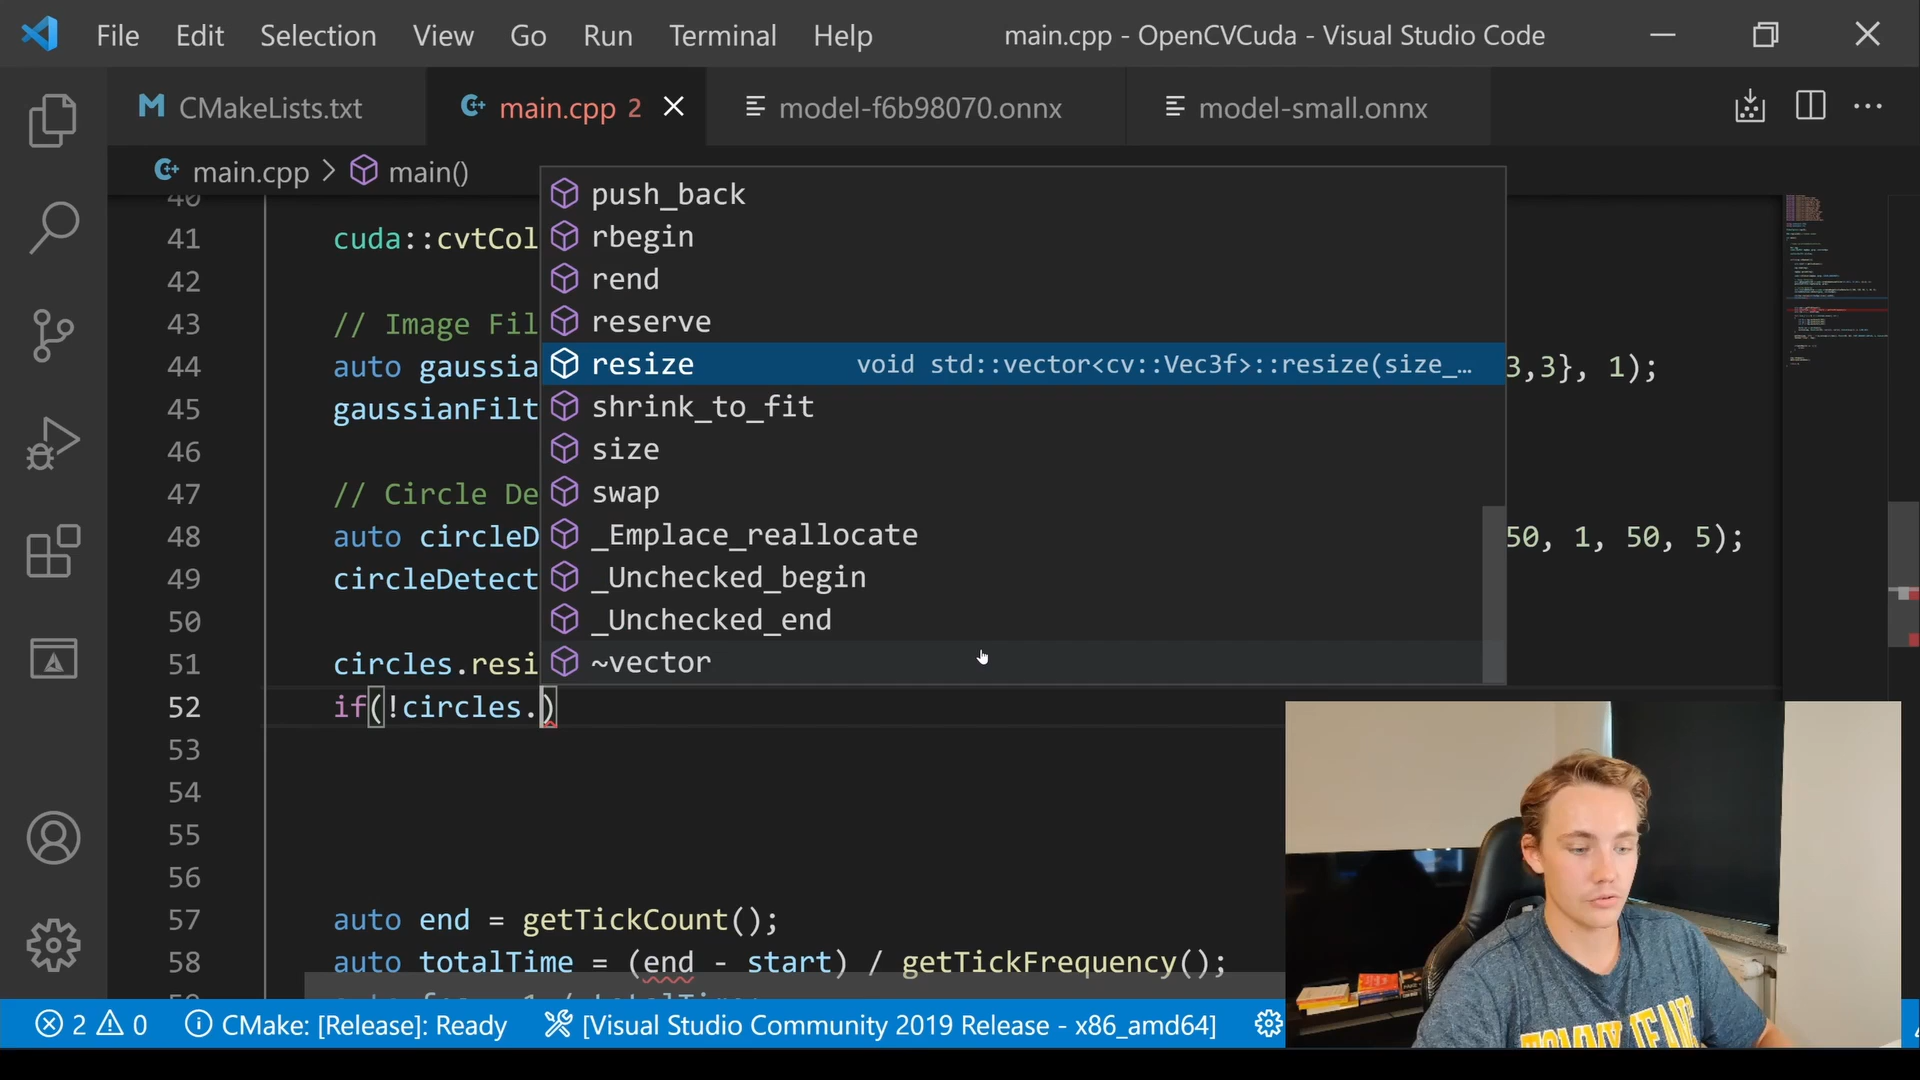 File Edit Selection View Go Run Terminal Help main.cpp - OpenCVCuda - Visual Studio Code
CMakeLists.txt main.cpp 2 model-f6b98070.onnx model-small.onnx
main.cpp > main()
40
41 cuda::cvtCol
42
43 // Image Fil
44 auto gaussia 3,3}, 1);
45 gaussianFilt
46
47 // Circle De
48 auto circleD 50, 1, 50, 5);
49 circleDetect
50
51 circles.resi
52 if(!circles.)
53
54
55
56
57 auto end = getTickCount();
58 auto totalTime = (end - start) / getTickFrequency();
push_back
rbegin
rend
reserve
resize void std::vector<cv::Vec3f>::resize(size_…
shrink_to_fit
size
swap
_Emplace_reallocate
_Unchecked_begin
_Unchecked_end
~vector
2 0 CMake: [Release]: Ready [Visual Studio Community 2019 Release - x86_amd64]
TOMMY JEANS